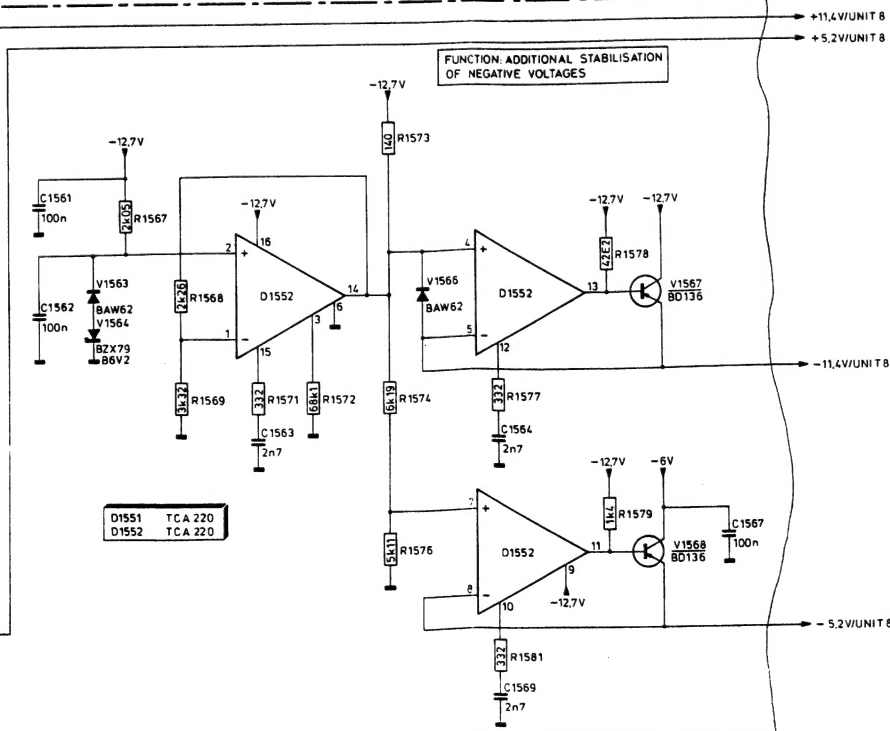 +11,4V/UNIT 8
+5,2V/UNIT 8
FUNCTION: ADDITIONAL STABILISATION
OF NEGATIVE VOLTAGES
-12,7V
140
R1573
-12,7V
C1561
100n
2k05
R1567
-12,7V
16
2
+
D1552
14
6
3
1
-
15
2k26
R1568
C1562
100n
V1563
BAW62
V1564
BZX79
B6V2
3k32
R1569
332
R1571
C1563
2n7
68k1
R1572
6k19
R1574
V1566
BAW62
4
+
D1552
13
5
-
12
-12,7V
-12,7V
42E2
R1578
V1567
BD136
-11,4V/UNIT 8
332
R1577
C1564
2n7
D1551 TCA 220
D1552 TCA 220
5k11
R1576
7
+
D1552
11
9
-12,7V
8
-
10
-12,7V
-6V
1k4
R1579
V1568
BD136
C1567
100n
- 5,2V/UNIT 8
332
R1581
C1569
2n7